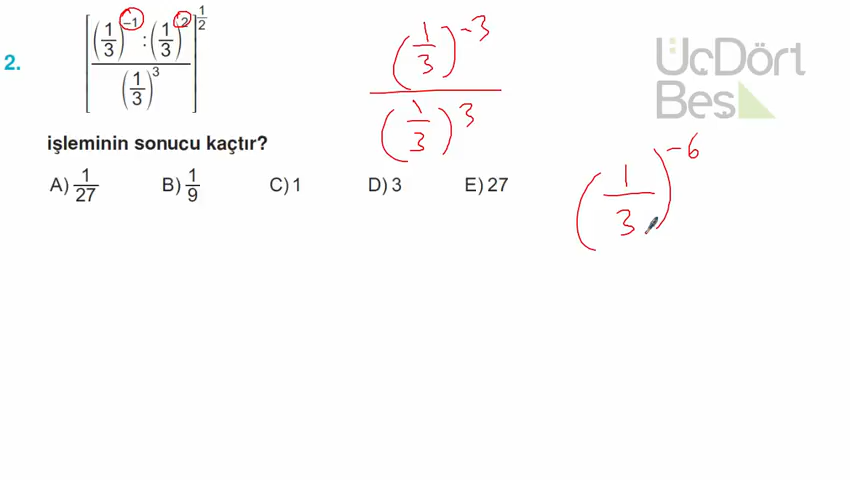 2. [((1/3)^-1 : (1/3)^2) / (1/3)^3]^1/2
(1/3)^-3 / (1/3)^3
ÜçDört
Beş
işleminin sonucu kaçtır?
A) 1/27 B) 1/9 C) 1 D) 3 E) 27
(1/3)^-6